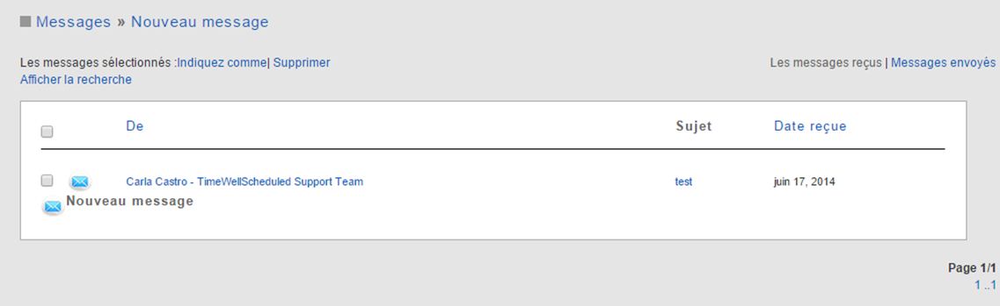 Messages » Nouveau message
Les messages sélectionnés :Indiquez comme| Supprimer
Les messages reçus | Messages envoyés
Afficher la recherche
De Sujet Date reçue
Carla Castro - TimeWellScheduled Support Team test juin 17, 2014
Nouveau message
Page 1/1
1 ..1